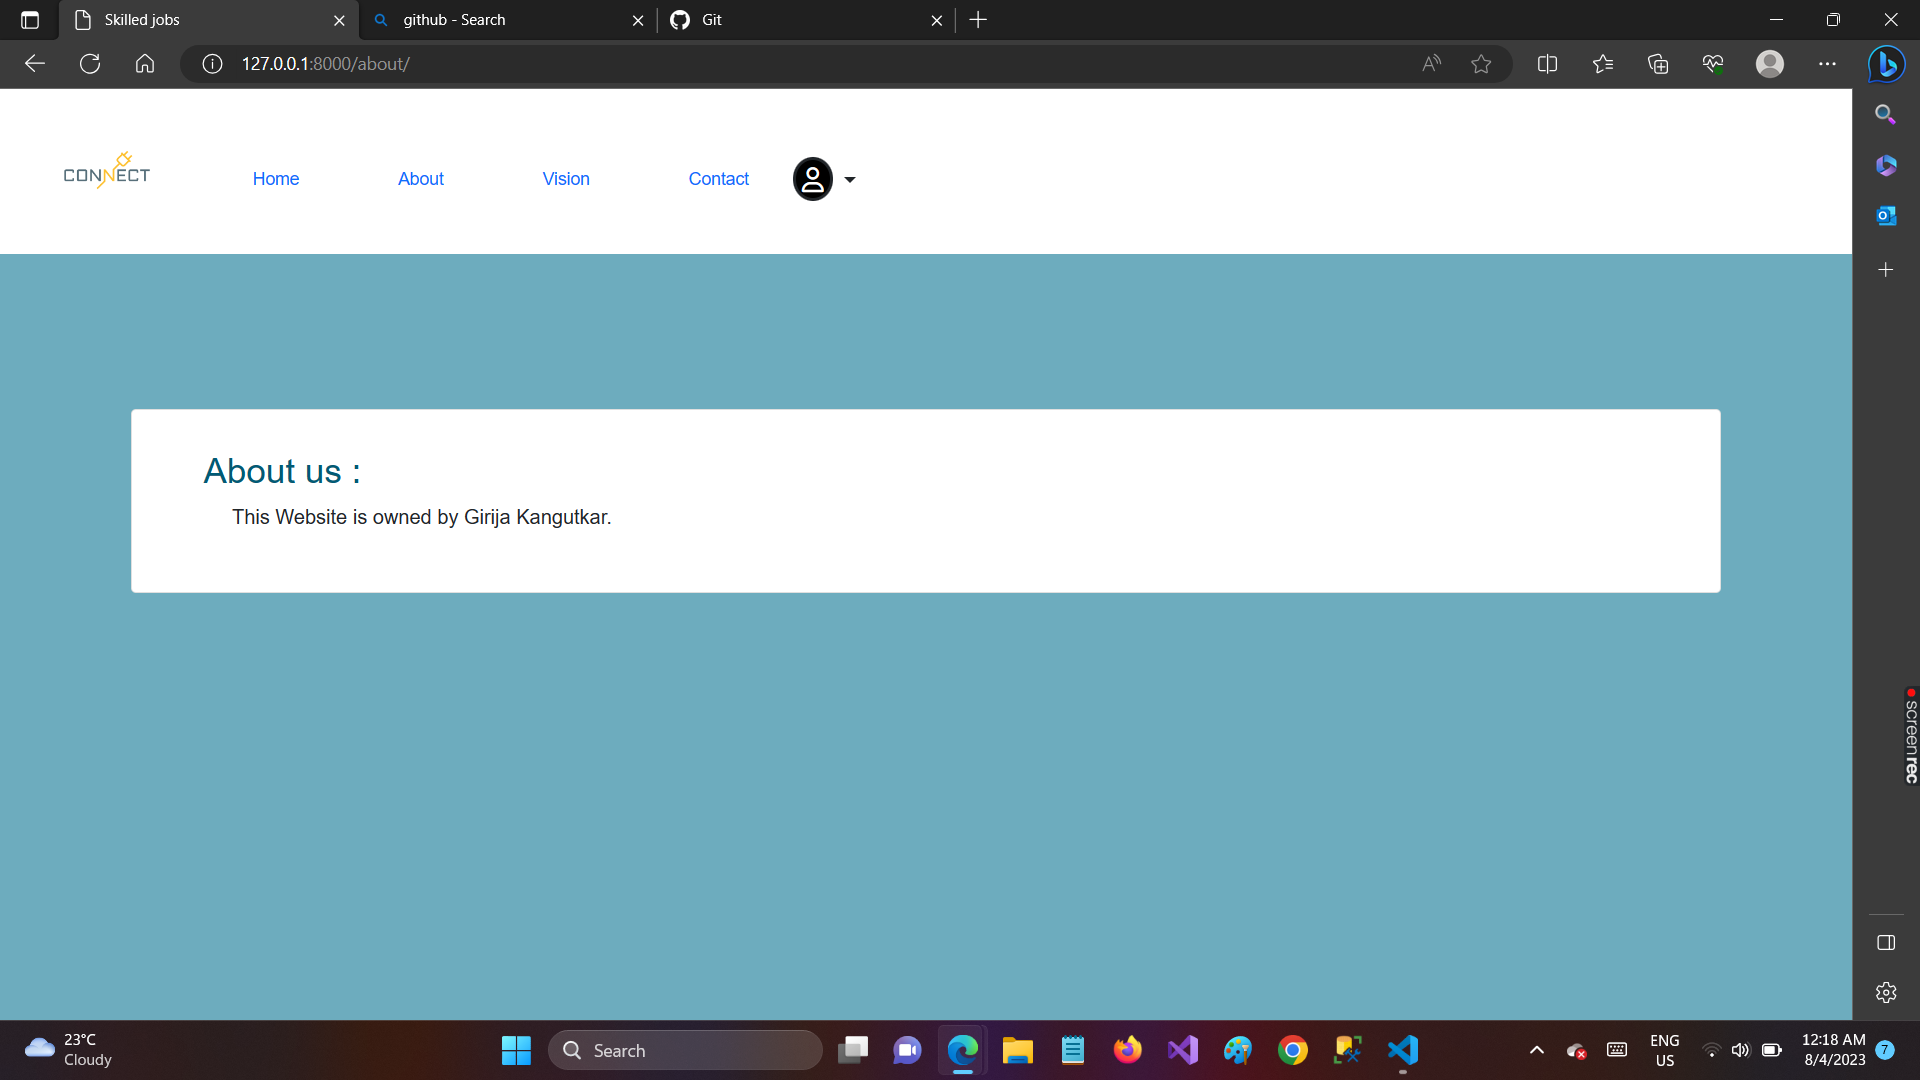 Skilled jobs
github - Search
Git
127.0.0.1:8000/about/
CONNECT
Home
About
Vision
Contact
About us :
This Website is owned by Girija Kangutkar.
screenrec
23°C
Cloudy
Search
ENG
US
12:18 AM
8/4/2023
7